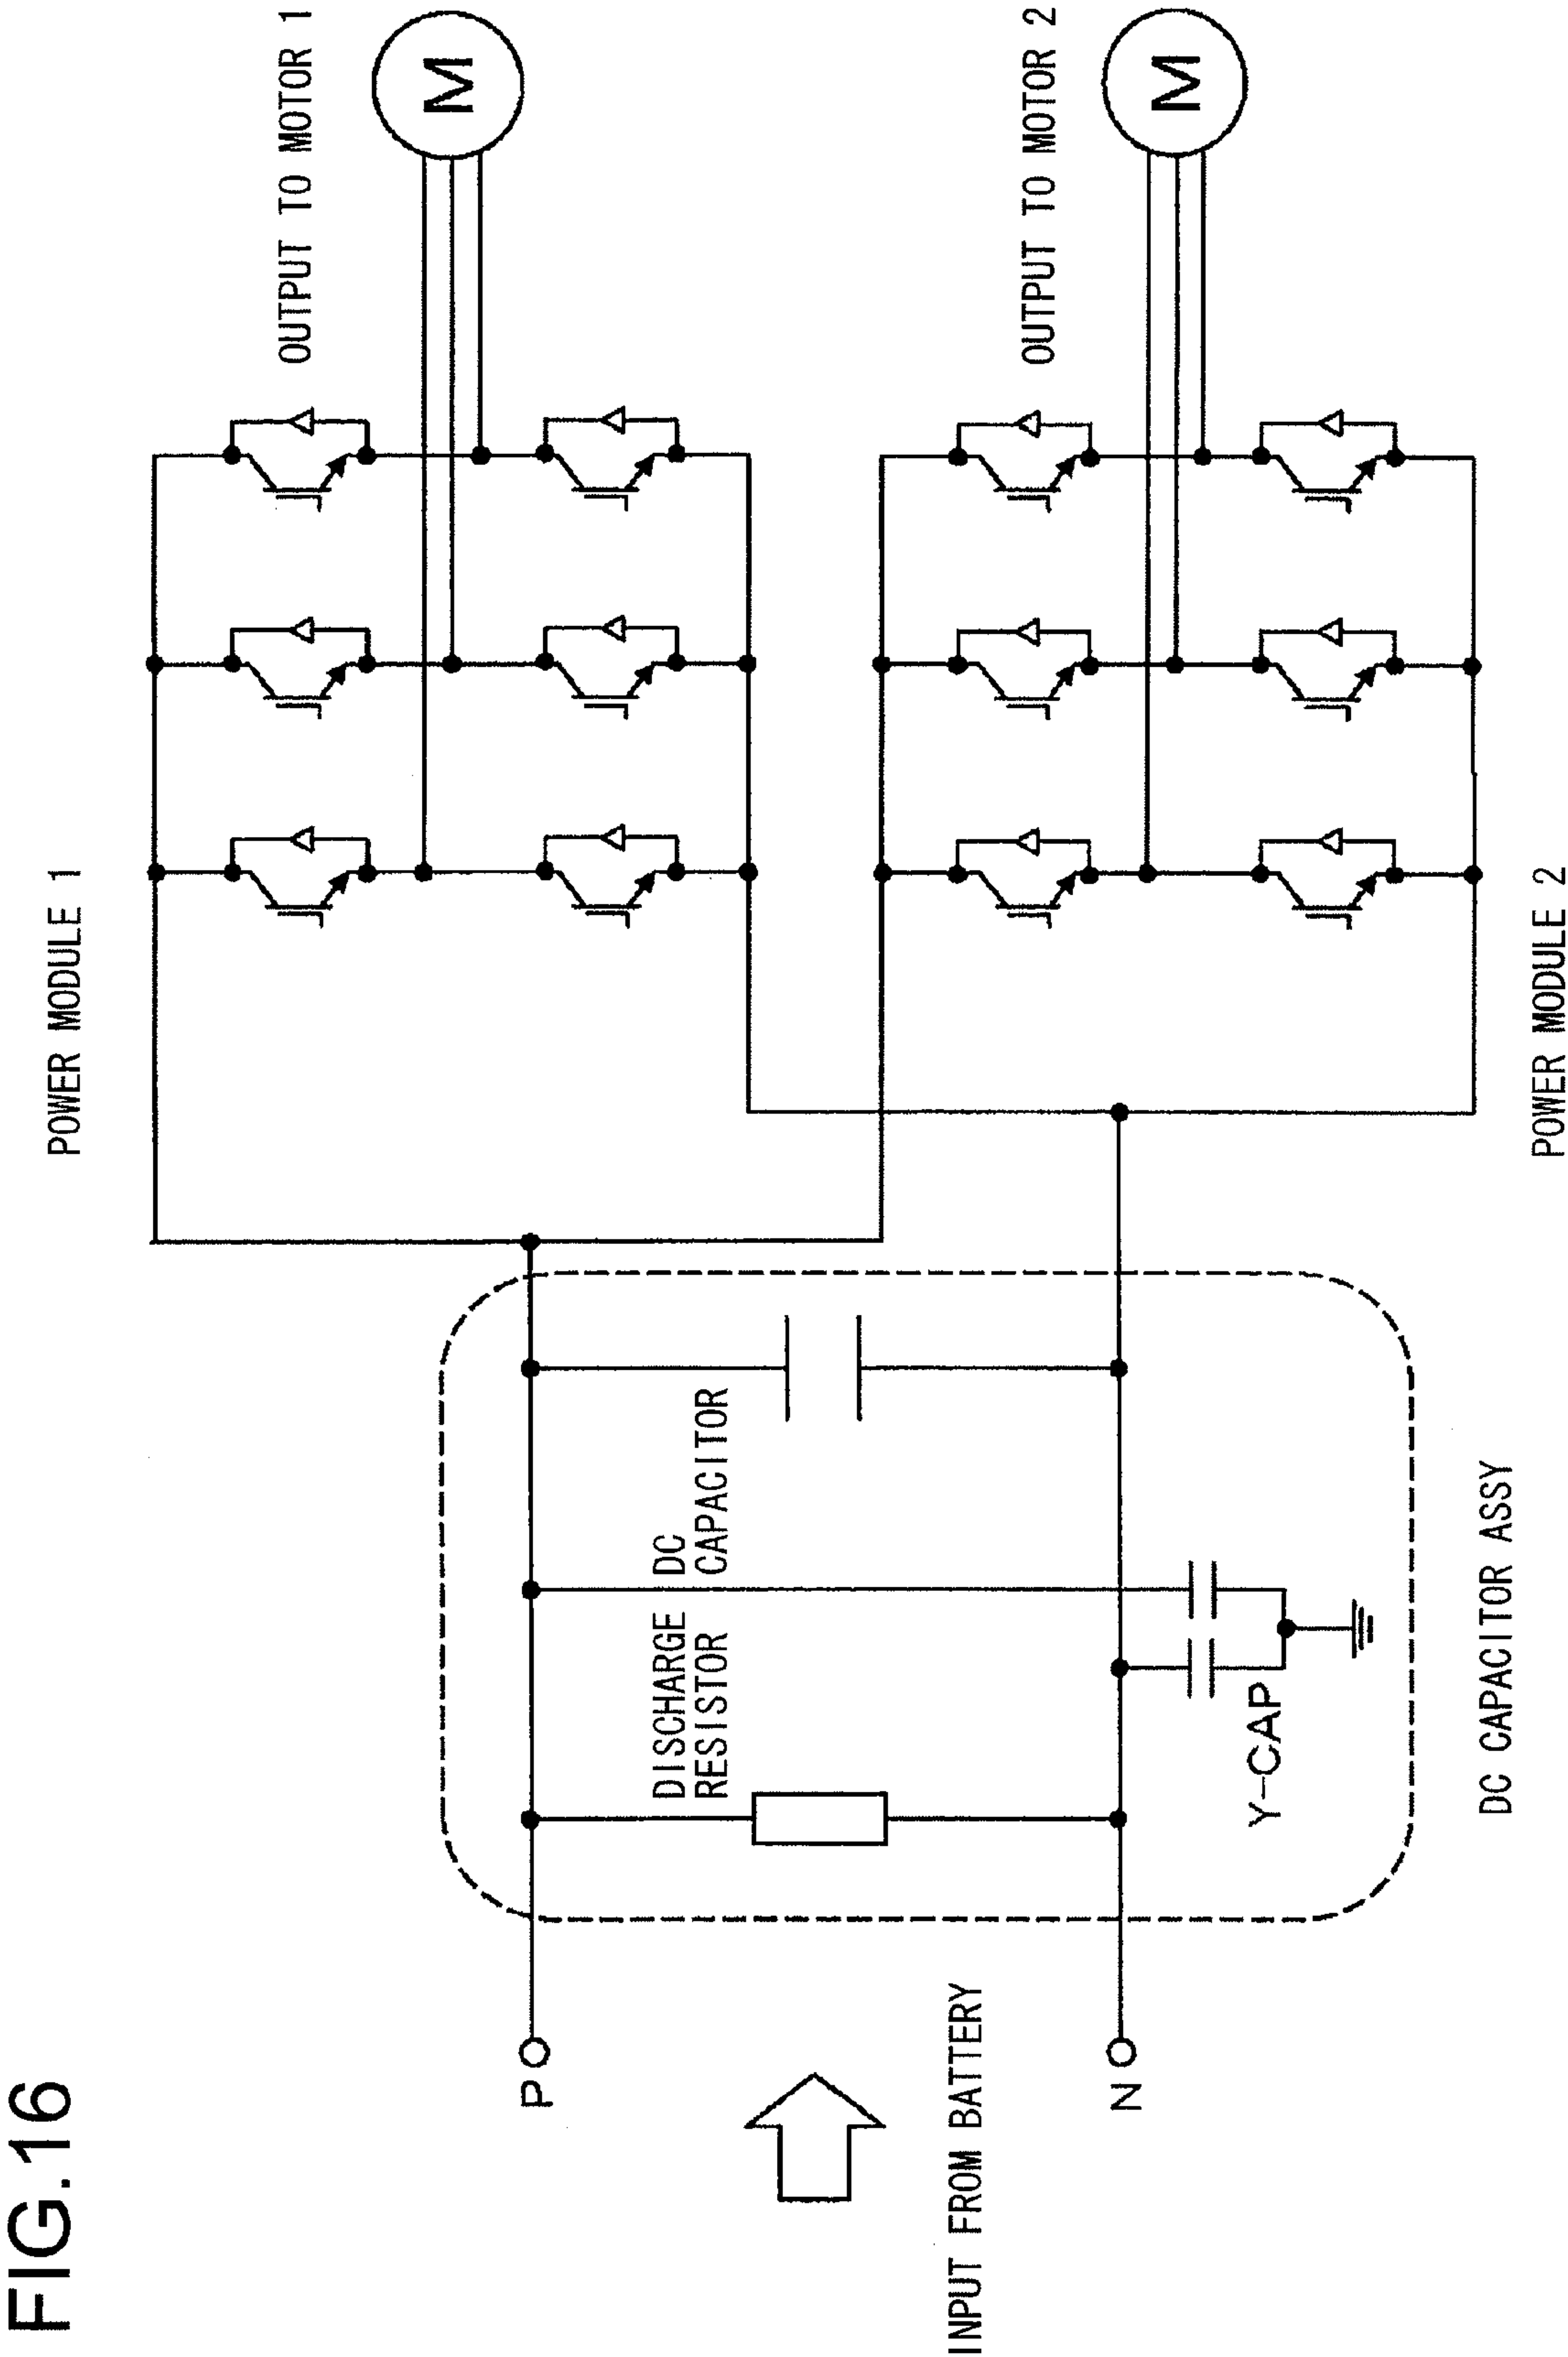 FIG.16
POWER MODULE 1
OUTPUT TO MOTOR 1
M
P
DISCHARGE
RESISTOR
DC
CAPACITOR
INPUT FROM BATTERY
N
Y-CAP
OUTPUT TO MOTOR 2
M
DC CAPACITOR ASSY
POWER MODULE 2